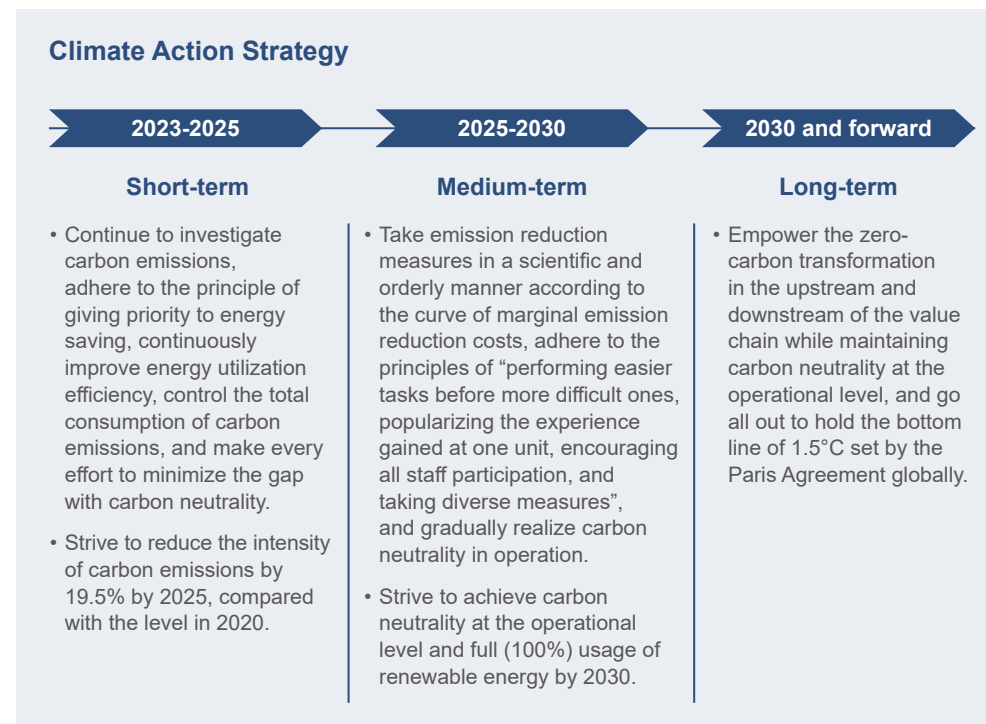 Climate Action Strategy
2023-2025
2025-2030
2030 and forward
Short-term
• Continue to investigate
carbon emissions,
adhere to the principle of
giving priority to energy
saving, continuously
improve energy utilization
efficiency, control the total
consumption of carbon
emissions, and make every
effort to minimize the gap
with carbon neutrality.
• Strive to reduce the intensity
of carbon emissions by
19.5% by 2025, compared
with the level in 2020.
Medium-term
• Take emission reduction
measures in a scientific and
orderly manner according to
the curve of marginal emission
reduction costs, adhere to the
principles of “performing easier
tasks before more difficult ones,
popularizing the experience
gained at one unit, encouraging
all staff participation, and
taking diverse measures”,
and gradually realize carbon
neutrality in operation.
• Strive to achieve carbon
neutrality at the operational
level and full (100%) usage of
renewable energy by 2030.
Long-term
• Empower the zero-
carbon transformation
in the upstream and
downstream of the value
chain while maintaining
carbon neutrality at the
operational level, and go
all out to hold the bottom
line of 1.5°C set by the
Paris Agreement globally.